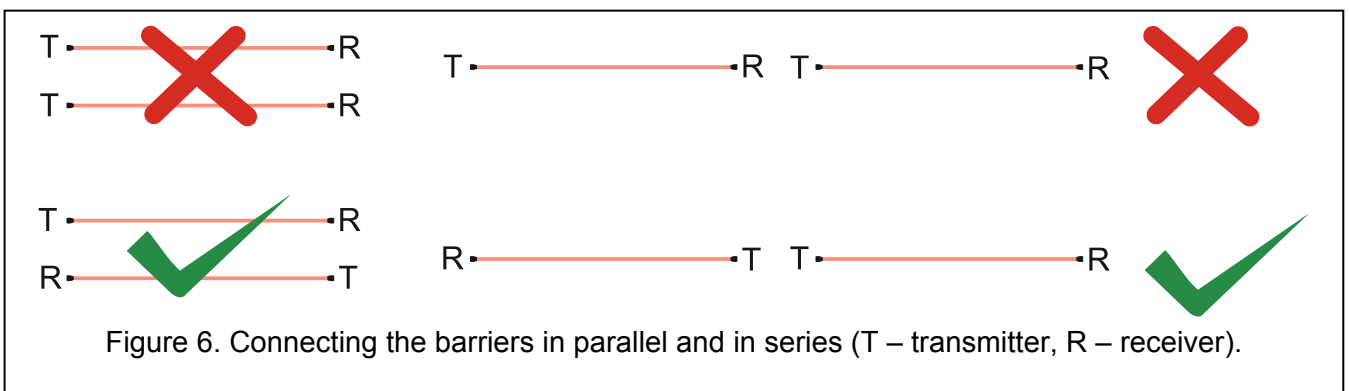 T R
T R
T R T R
T R
R T
R T T R
Figure 6. Connecting the barriers in parallel and in series (T – transmitter, R – receiver).